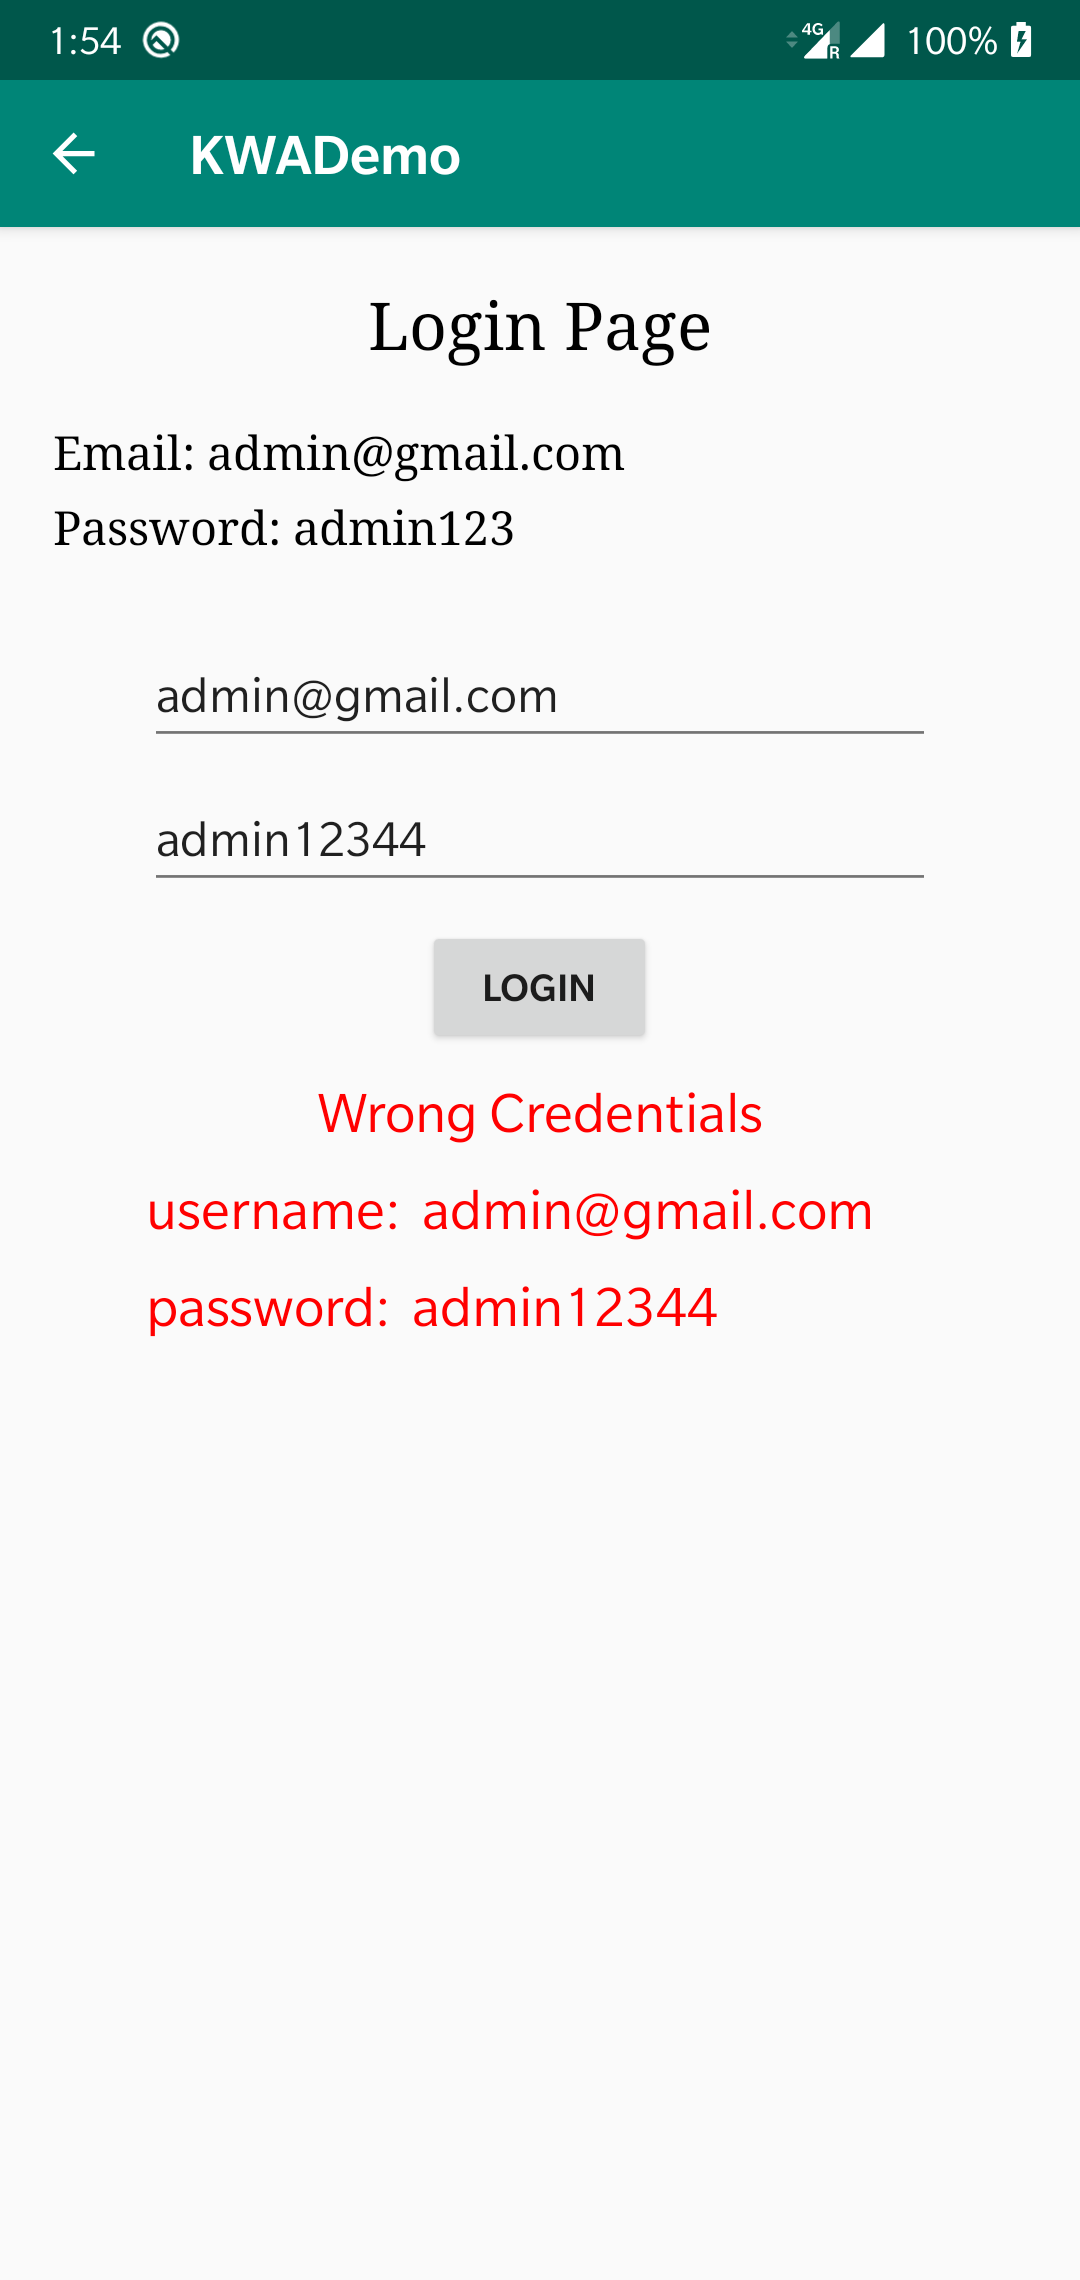 1:54 4G R 100%
KWADemo
Login Page
Email: admin@gmail.com
Password: admin123
admin@gmail.com
admin12344
LOGIN
Wrong Credentials
username: admin@gmail.com
password: admin12344